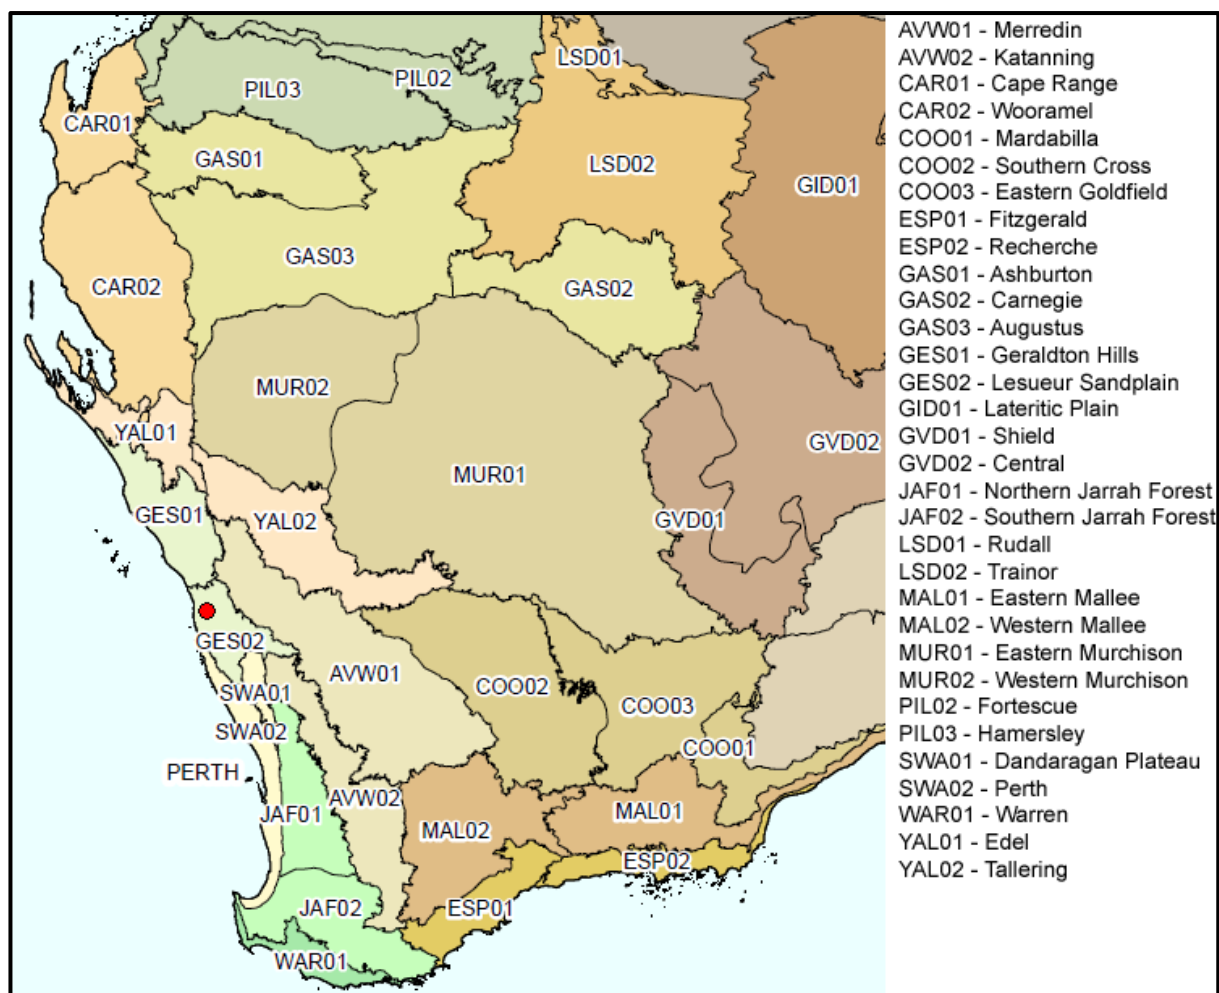 LSD01
PIL02
PIL03
CAR01
GAS01
LSD02
GID01
GAS03
CAR02
GAS02
MUR02
YAL01
GVD02
MUR01
GES01
YAL02
GVD01
GES02
AVW01
COO02
SWA01
COO03
SWA02
COO01
PERTH
AVW02
JAF01
MAL01
MAL02
ESP02
JAF02
ESP01
WAR01
AVW01 - Merredin
AVW02 - Katanning
CAR01 - Cape Range
CAR02 - Wooramel
COO01 - Mardabilla
COO02 - Southern Cross
COO03 - Eastern Goldfield
ESP01 - Fitzgerald
ESP02 - Recherche
GAS01 - Ashburton
GAS02 - Carnegie
GAS03 - Augustus
GES01 - Geraldton Hills
GES02 - Lesueur Sandplain
GID01 - Lateritic Plain
GVD01 - Shield
GVD02 - Central
JAF01 - Northern Jarrah Forest
JAF02 - Southern Jarrah Forest
LSD01 - Rudall
LSD02 - Trainor
MAL01 - Eastern Mallee
MAL02 - Western Mallee
MUR01 - Eastern Murchison
MUR02 - Western Murchison
PIL02 - Fortescue
PIL03 - Hamersley
SWA01 - Dandaragan Plateau
SWA02 - Perth
WAR01 - Warren
YAL01 - Edel
YAL02 - Tallering